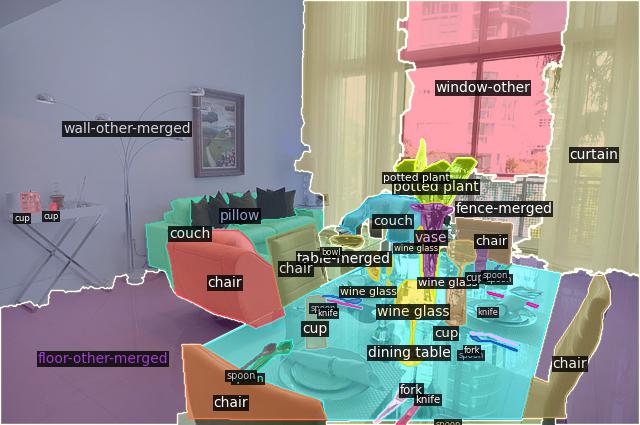 window-other
wall-other-merged
curtain
potted plant
potted plant
fence-merged
pillow
cup
cup
couch
couch
vase
chair
wine glass
bowl
table-merged
chair
chair
wine glass
wine glass
cup
spoon
spoon
knife
wine glass
knife
cup
cup
dining table
fork
spoon
floor-other-merged
chair
spoon
fork
knife
chair
spoon